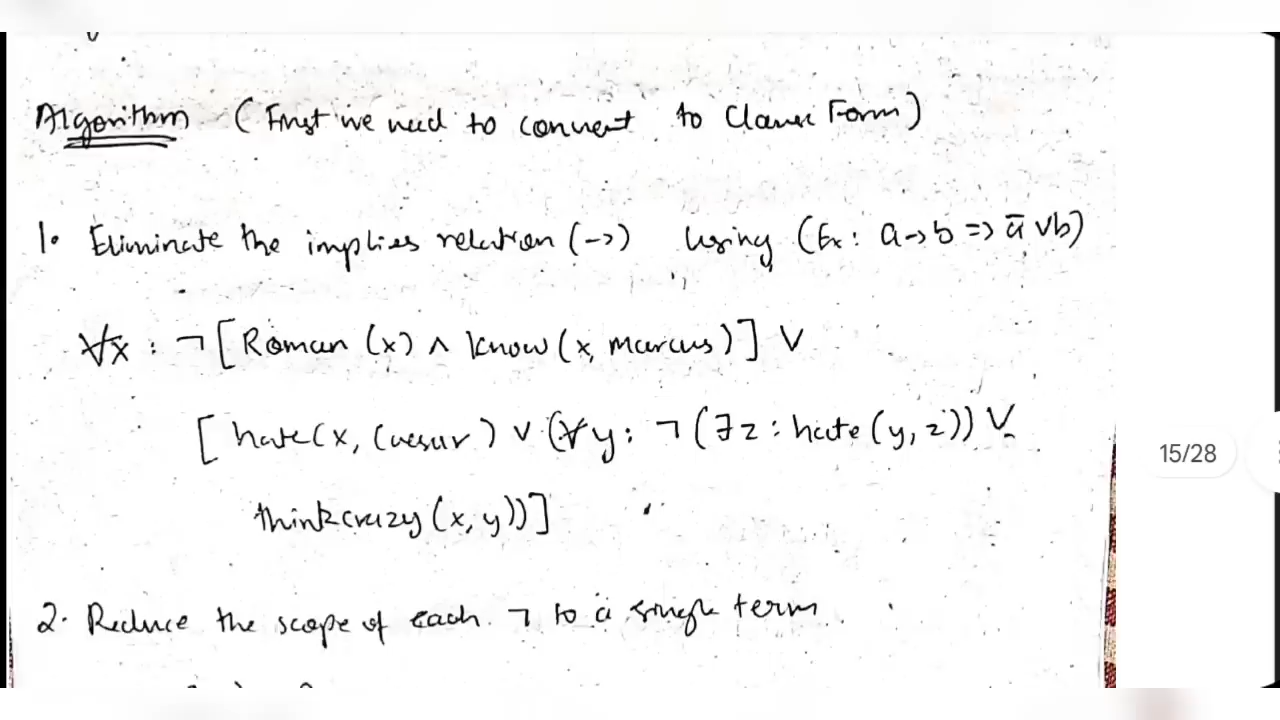 Algorithm (First we need to convert to Clause Form)
1. Eliminate the implies relation (->) using (Ex: a->b => ā ∨b)
∀x : ¬ [Roman (x) ∧ know (x, marcus)] ∨
[hate(x, Caesar) ∨ (∀y: ¬ (∃z : hate (y, z)) ∨
thinkcrazy (x, y))]
15/28
2. Reduce the scope of each ¬ to a single term